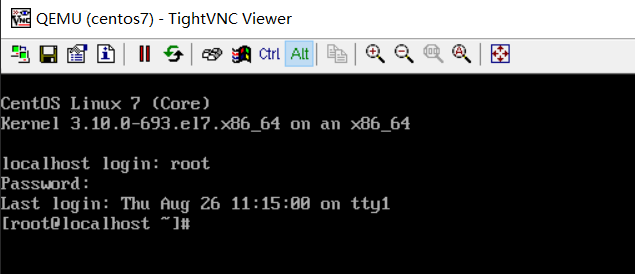 QEMU (centos7) - TightVNC Viewer
Ctrl Alt
CentOS Linux 7 (Core)
Kernel 3.10.0-693.el7.x86_64 on an x86_64
localhost login: root
Password:
Last login: Thu Aug 26 11:15:00 on tty1
[root@localhost ~]#